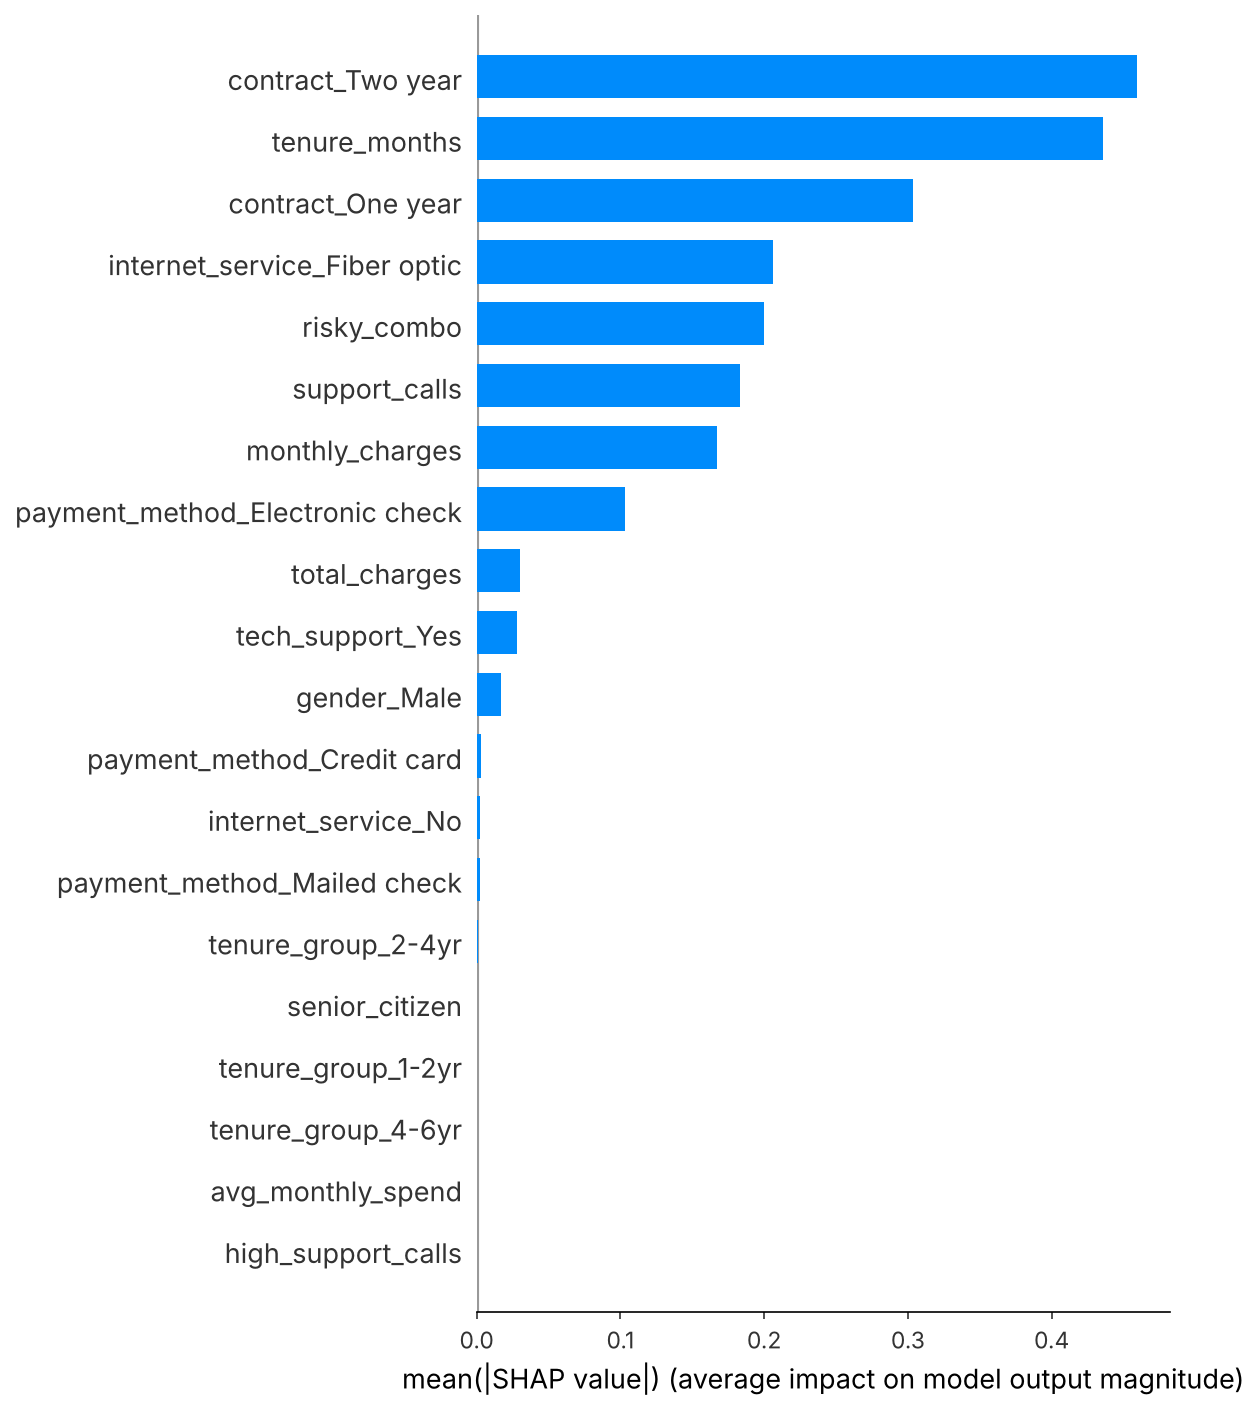 contract_Two year
tenure_months
contract_One year
internet_service_Fiber optic
risky_combo
support_calls
monthly_charges
payment_method_Electronic check
total_charges
tech_support_Yes
gender_Male
payment_method_Credit card
internet_service_No
payment_method_Mailed check
tenure_group_2-4yr
senior_citizen
tenure_group_1-2yr
tenure_group_4-6yr
avg_monthly_spend
high_support_calls
0.0 0.1 0.2 0.3 0.4
mean(|SHAP value|) (average impact on model output magnitude)